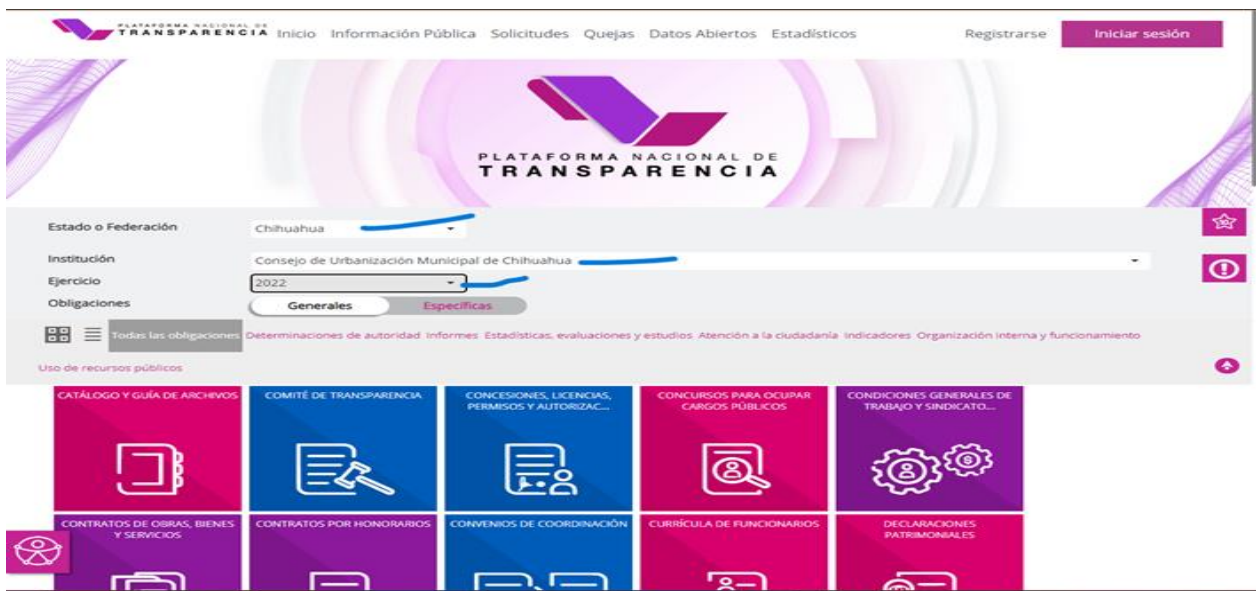 PLATAFORMA NACIONAL DE
TRANSPARENCIA
Inicio Información Pública Solicitudes Quejas Datos Abiertos Estadísticos Registrarse Iniciar sesión
PLATAFORMA NACIONAL DE
TRANSPARENCIA
Estado o Federación Chihuahua
Institución Consejo de Urbanización Municipal de Chihuahua
Ejercicio 2022
Obligaciones Generales Específicas
Todas las obligaciones Determinaciones de autoridad Informes Estadísticas, evaluaciones y estudios Atención a la ciudadanía Indicadores Organización interna y funcionamiento
Uso de recursos públicos
CATÁLOGO Y GUÍA DE ARCHIVOS
COMITÉ DE TRANSPARENCIA
CONCESIONES, LICENCIAS,
PERMISOS Y AUTORIZAC...
CONCURSOS PARA OCUPAR
CARGOS PÚBLICOS
CONDICIONES GENERALES DE
TRABAJO Y SINDICATO...
CONTRATOS DE OBRAS, BIENES
Y SERVICIOS
CONTRATOS POR HONORARIOS
CONVENIOS DE COORDINACIÓN
CURRÍCULA DE FUNCIONARIOS
DECLARACIONES
PATRIMONIALES